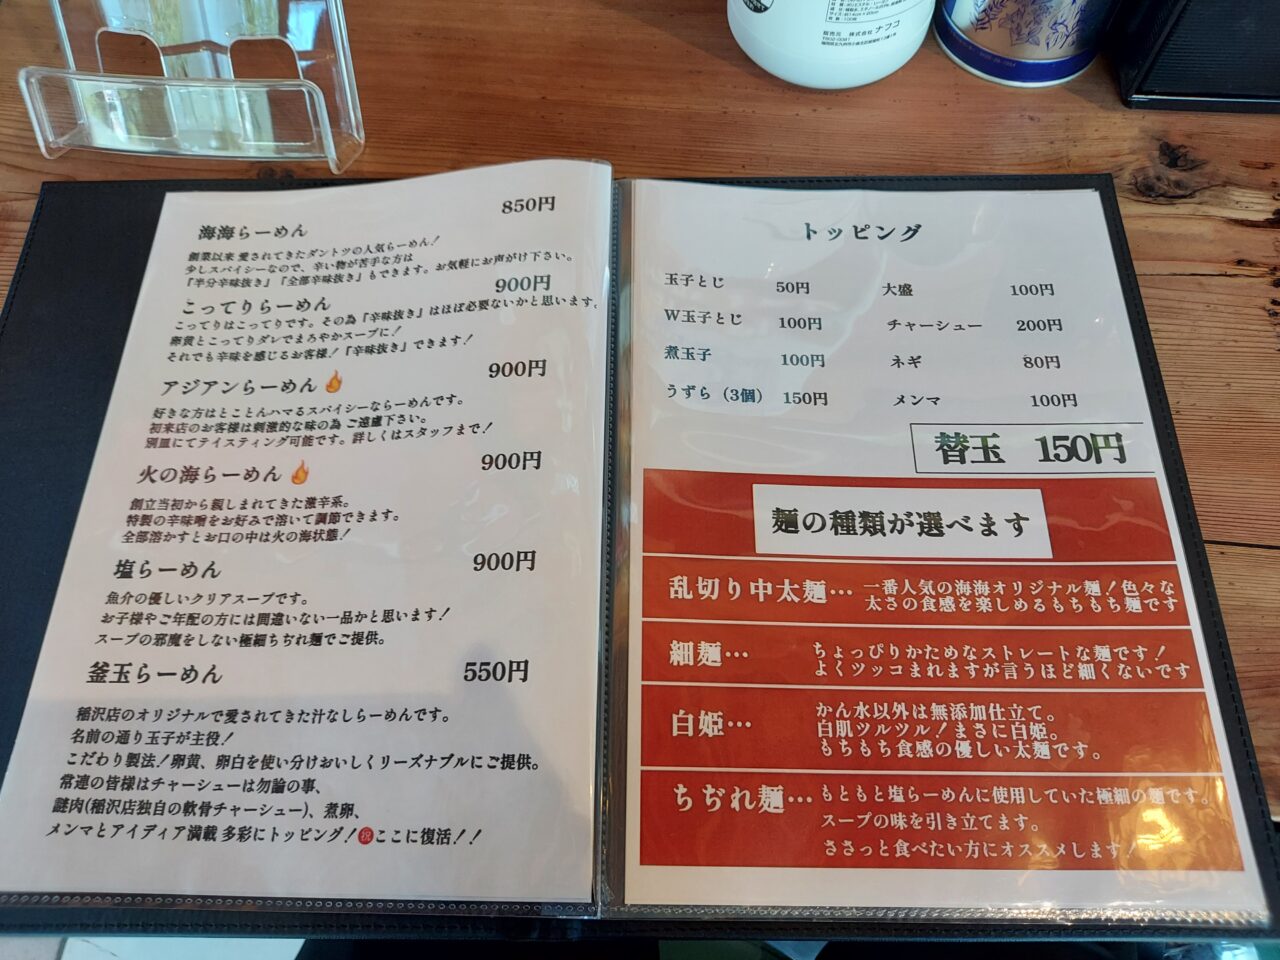 販売元 株式会社 ナフコ
海海らーめん 850円
創業以来 愛されてきたダントツの人気らーめん！
少しスパイシーなので、辛い物が苦手な方は
『半分辛味抜き』『全部辛味抜き』もできます。お気軽にお声がけ下さい。
こってりらーめん 900円
こってりはこってりです。その為『辛味抜き』はほぼ必要ないかと思います。
卵黄とこってりダレでまろやかスープに！
それでも辛味を感じるお客様！『辛味抜き』できます！
アジアンらーめん🔥 900円
好きな方はとことんハマるスパイシーならーめんです。
初来店のお客様は刺激的な味の為 ご遠慮下さい。
別皿にてテイスティング可能です。詳しくはスタッフまで！
火の海らーめん🔥 900円
創立当初から親しまれてきた激辛系。
特製の辛味噌をお好みで溶いて調節できます。
全部溶かすとお口の中は火の海状態！
塩らーめん 900円
魚介の優しいクリアスープです。
お子様やご年配の方には間違いない一品かと思います！
スープの邪魔をしない極細ちぢれ麺でご提供。
釜玉らーめん 550円
稲沢店のオリジナルで愛されてきた汁なしらーめんです。
名前の通り玉子が主役！
こだわり製法！卵黄、卵白を使い分けおいしくリーズナブルにご提供。
常連の皆様はチャーシューは勿論の事、
謎肉(稲沢店独自の軟骨チャーシュー)、煮卵、
メンマとアイディア満載 多彩にトッピング！㊗ここに復活！！
トッピング
玉子とじ 50円 大盛 100円
W玉子とじ 100円 チャーシュー 200円
煮玉子 100円 ネギ 80円
うずら（3個） 150円 メンマ 100円
替玉 150円
麺の種類が選べます
乱切り中太麺… 一番人気の海海オリジナル麺！色々な
太さの食感を楽しめるもちもち麺です
細麺… ちょっぴりかためなストレートな麺です！
よくツッコまれますが言うほど細くないです
白姫… かん水以外は無添加仕立て。
白肌ツルツル！まさに白姫。
もちもち食感の優しい太麺です。
ちぢれ麺… もともと塩らーめんに使用していた極細の麺です。
スープの味を引き立てます。
ささっと食べたい方にオススメします！